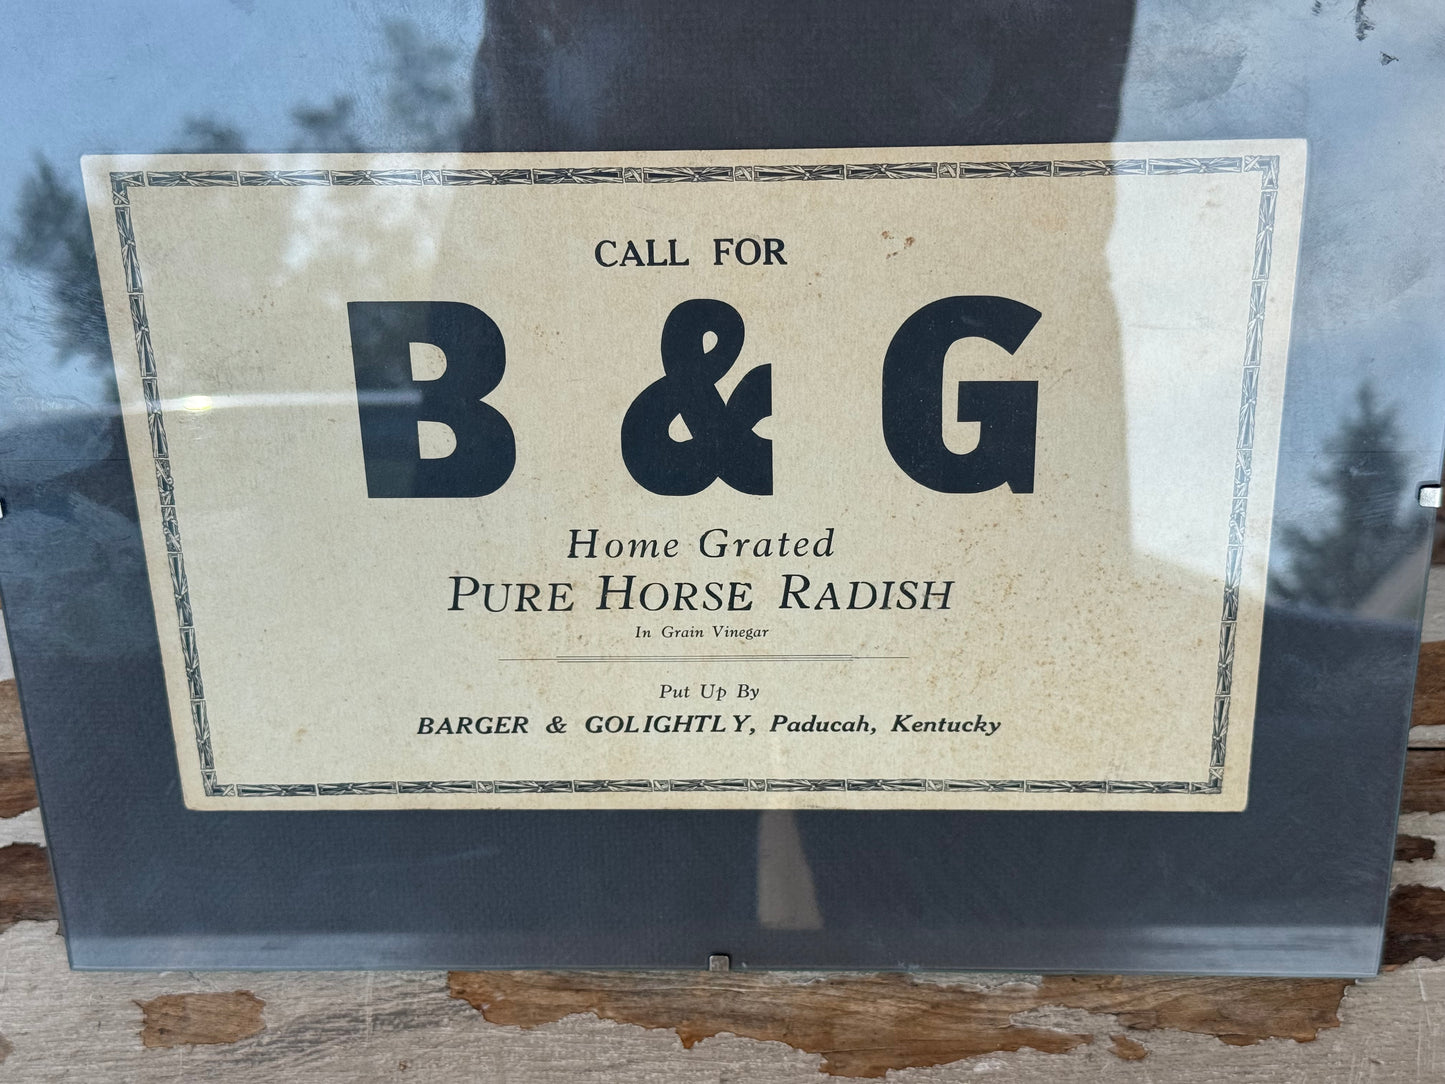 CALL FOR
B & G
Home Grated
PURE HORSE RADISH
In Grain Vinegar
Put Up By
BARGER & GOLIGHTLY, Paducah, Kentucky